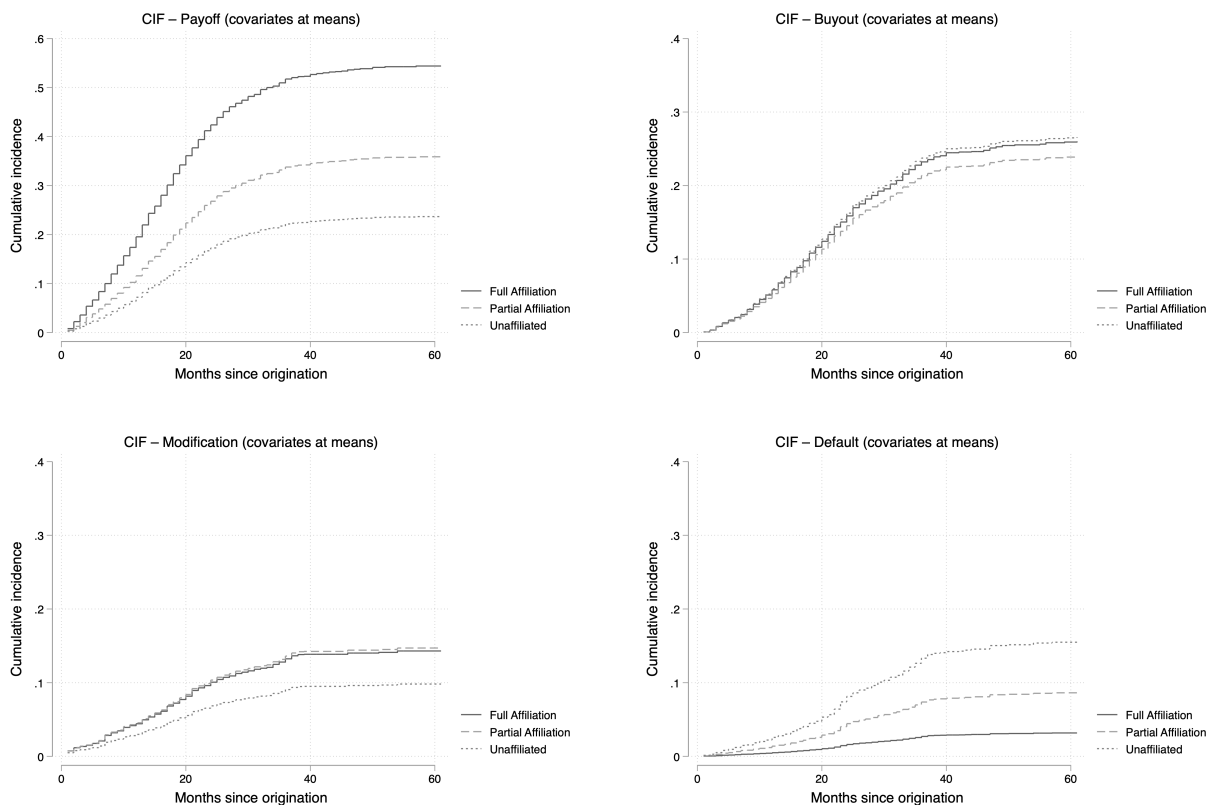 CIF – Payoff (covariates at means)
.6
.5
.4
.3
.2
.1
0
Cumulative incidence
0 20 40 60
Months since origination
Full Affiliation
Partial Affiliation
Unaffiliated
CIF – Buyout (covariates at means)
.4
.3
.2
.1
0
Cumulative incidence
0 20 40 60
Months since origination
Full Affiliation
Partial Affiliation
Unaffiliated
CIF – Modification (covariates at means)
.4
.3
.2
.1
0
Cumulative incidence
0 20 40 60
Months since origination
Full Affiliation
Partial Affiliation
Unaffiliated
CIF – Default (covariates at means)
.4
.3
.2
.1
0
Cumulative incidence
0 20 40 60
Months since origination
Full Affiliation
Partial Affiliation
Unaffiliated